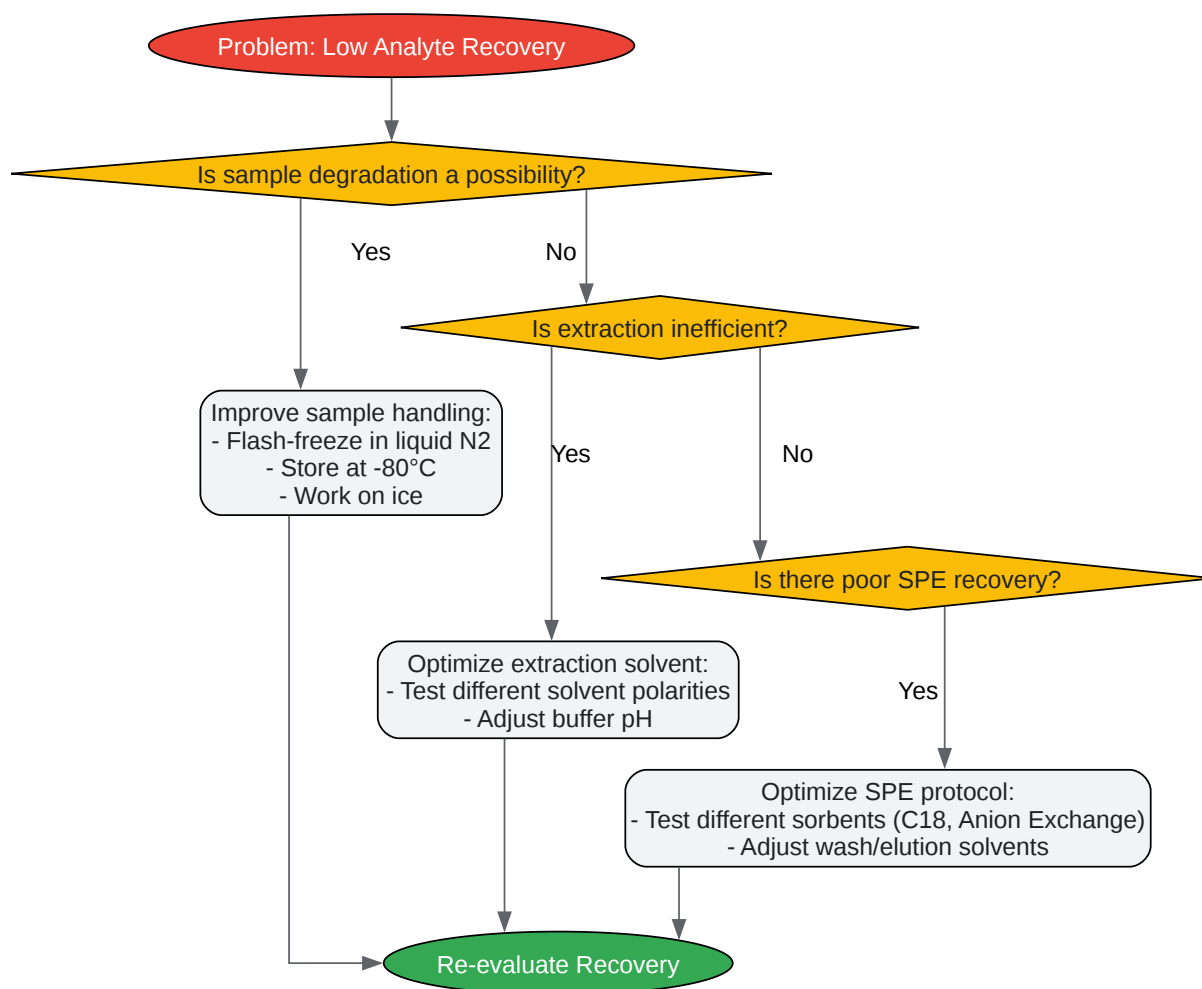 Problem: Low Analyte Recovery
Is sample degradation a possibility?
Yes
No
Is extraction inefficient?
Improve sample handling:
- Flash-freeze in liquid N2
- Store at -80°C
- Work on ice
Yes
No
Is there poor SPE recovery?
Optimize extraction solvent:
- Test different solvent polarities
- Adjust buffer pH
Yes
Optimize SPE protocol:
- Test different sorbents (C18, Anion Exchange)
- Adjust wash/elution solvents
Re-evaluate Recovery